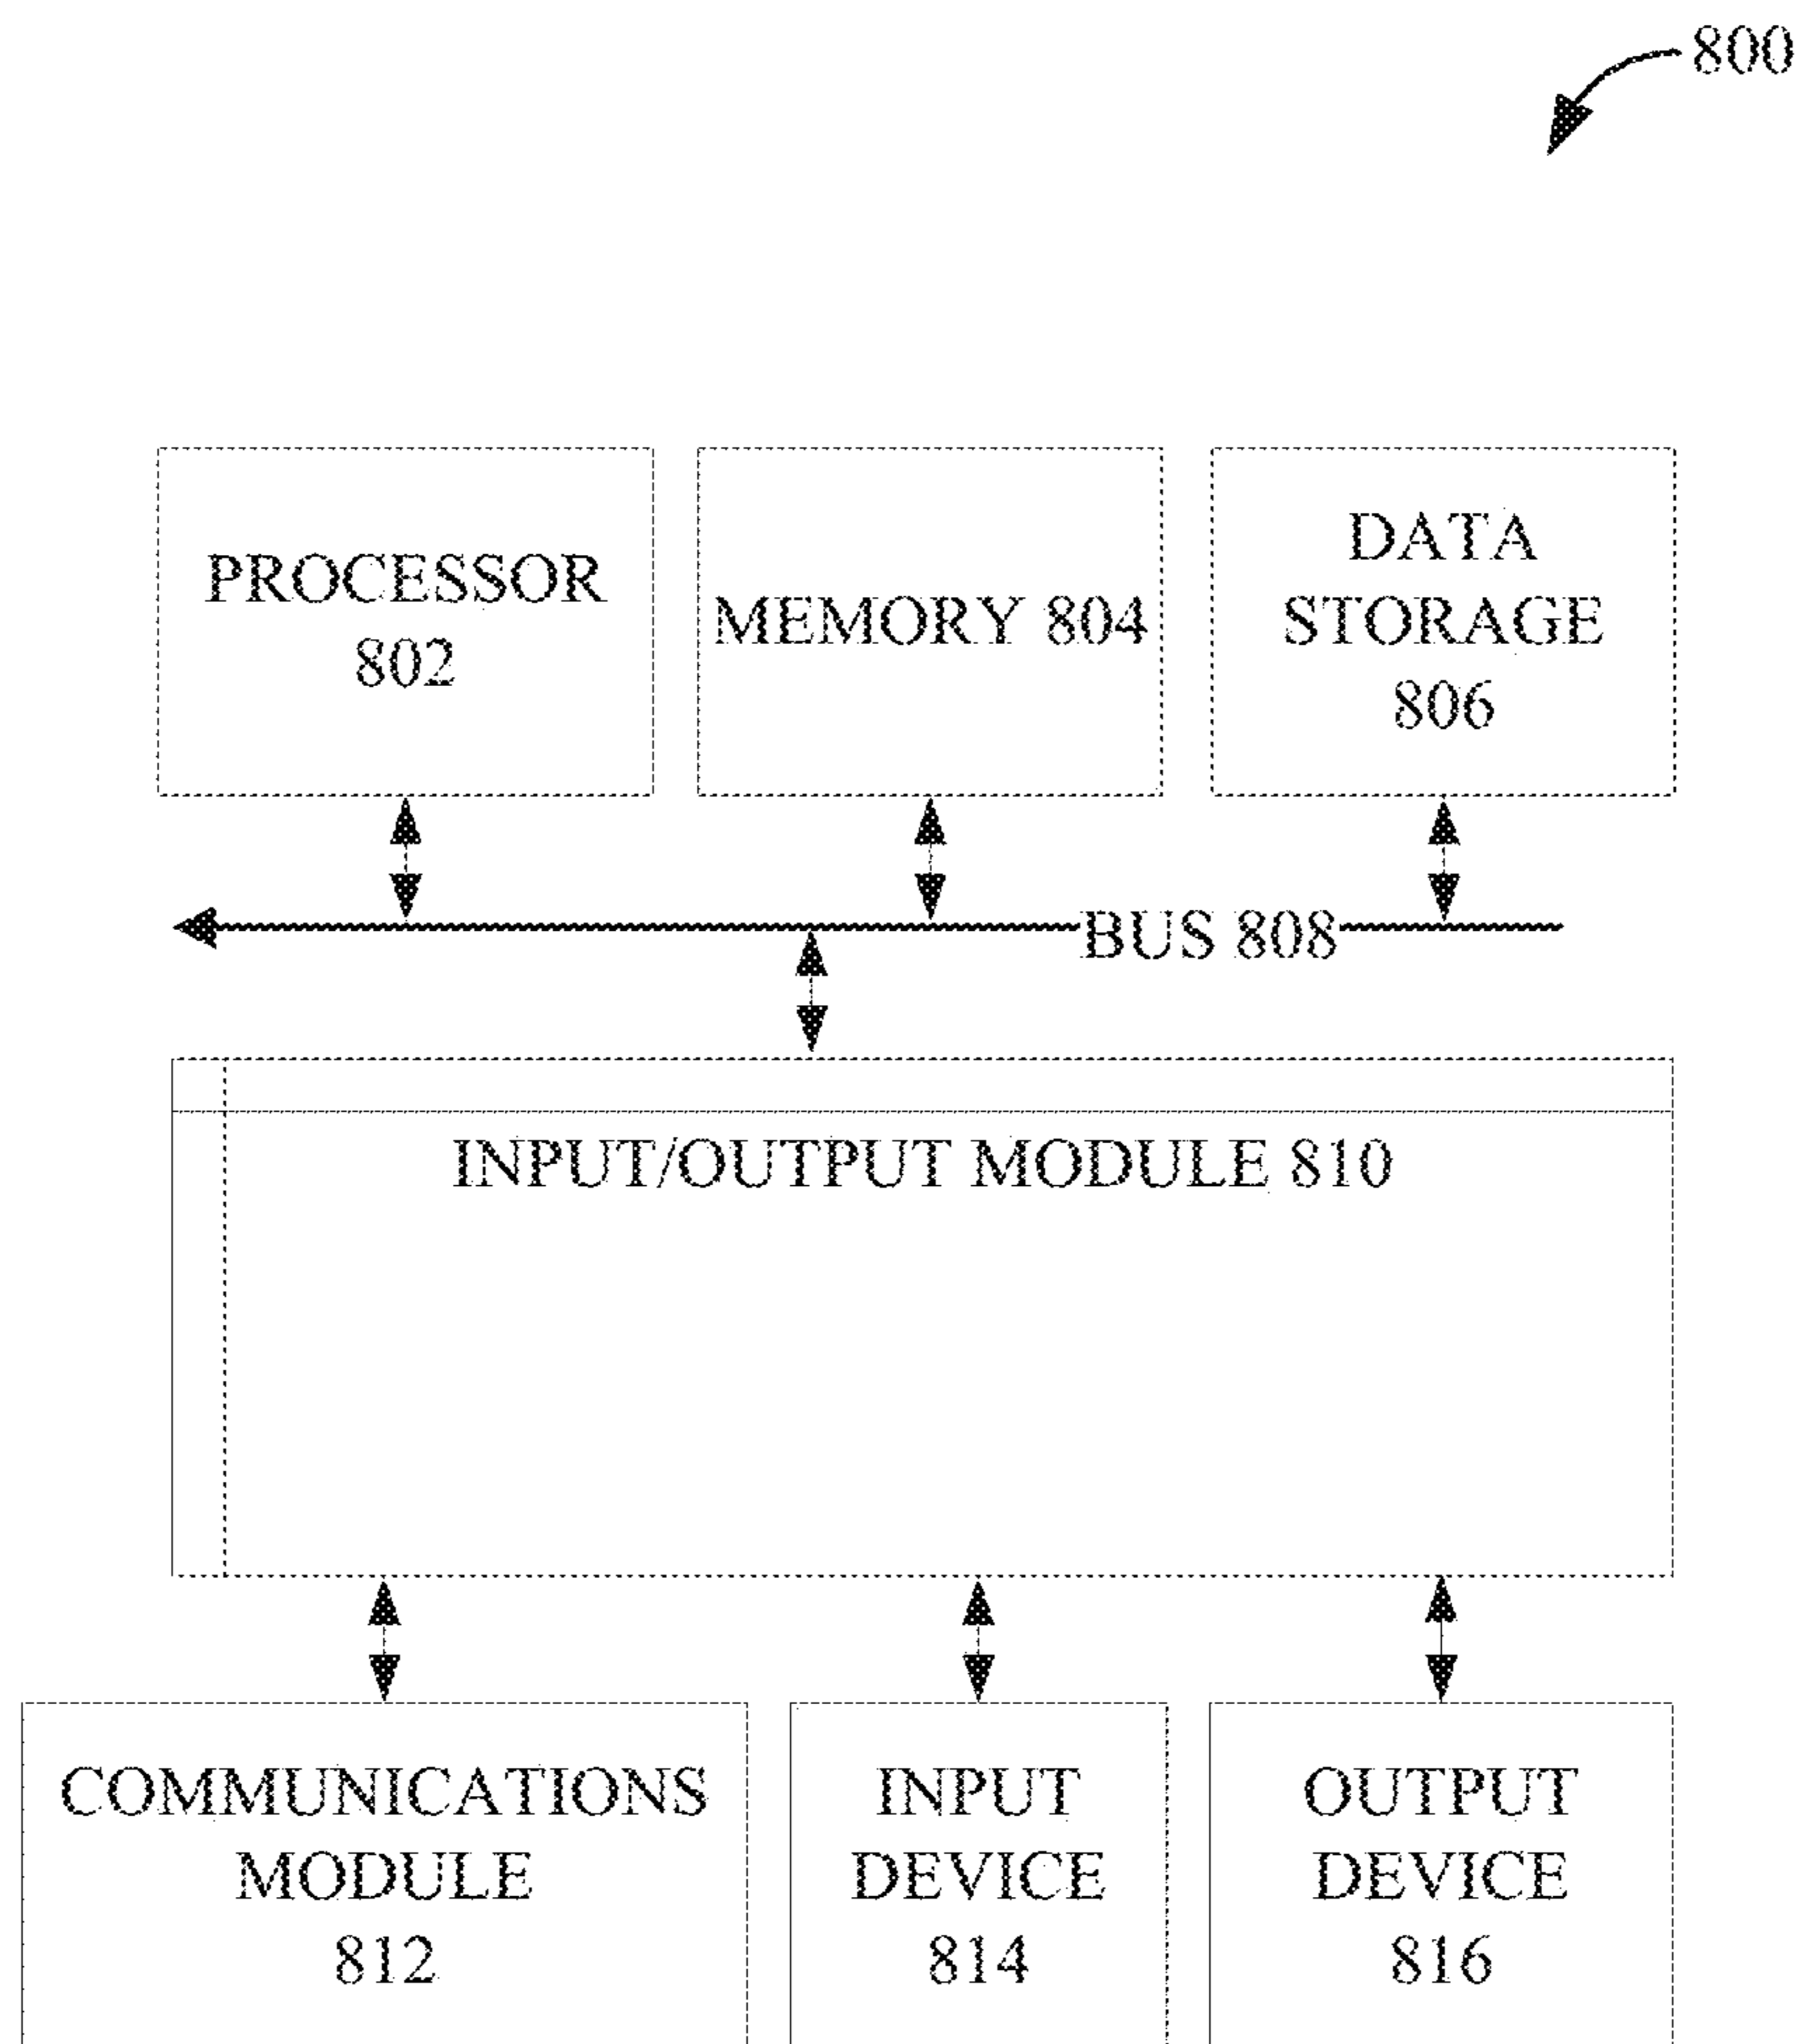 800
PROCESSOR
802
MEMORY 804
DATA
STORAGE
806
BUS 808
INPUT/OUTPUT MODULE 810
COMMUNICATIONS
MODULE
812
INPUT
DEVICE
814
OUTPUT
DEVICE
816